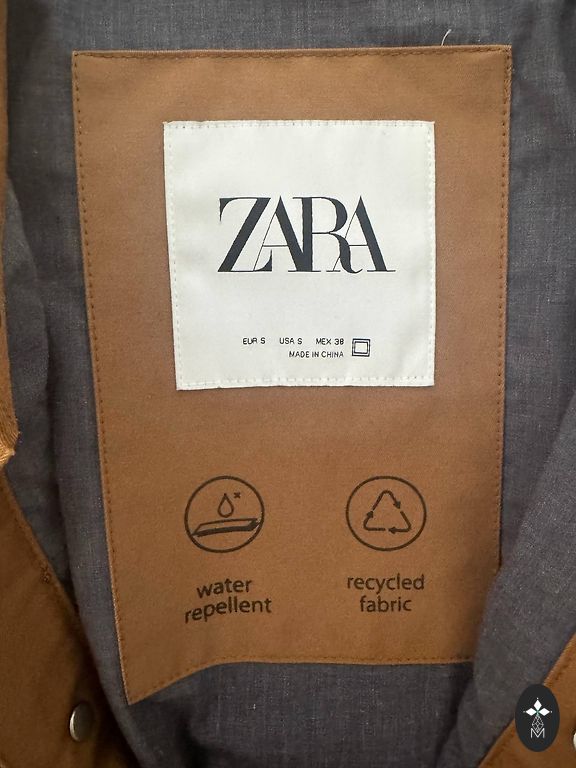 ZARA
EUR S USA S MEX 38
MADE IN CHINA
water repellent
recycled fabric
M